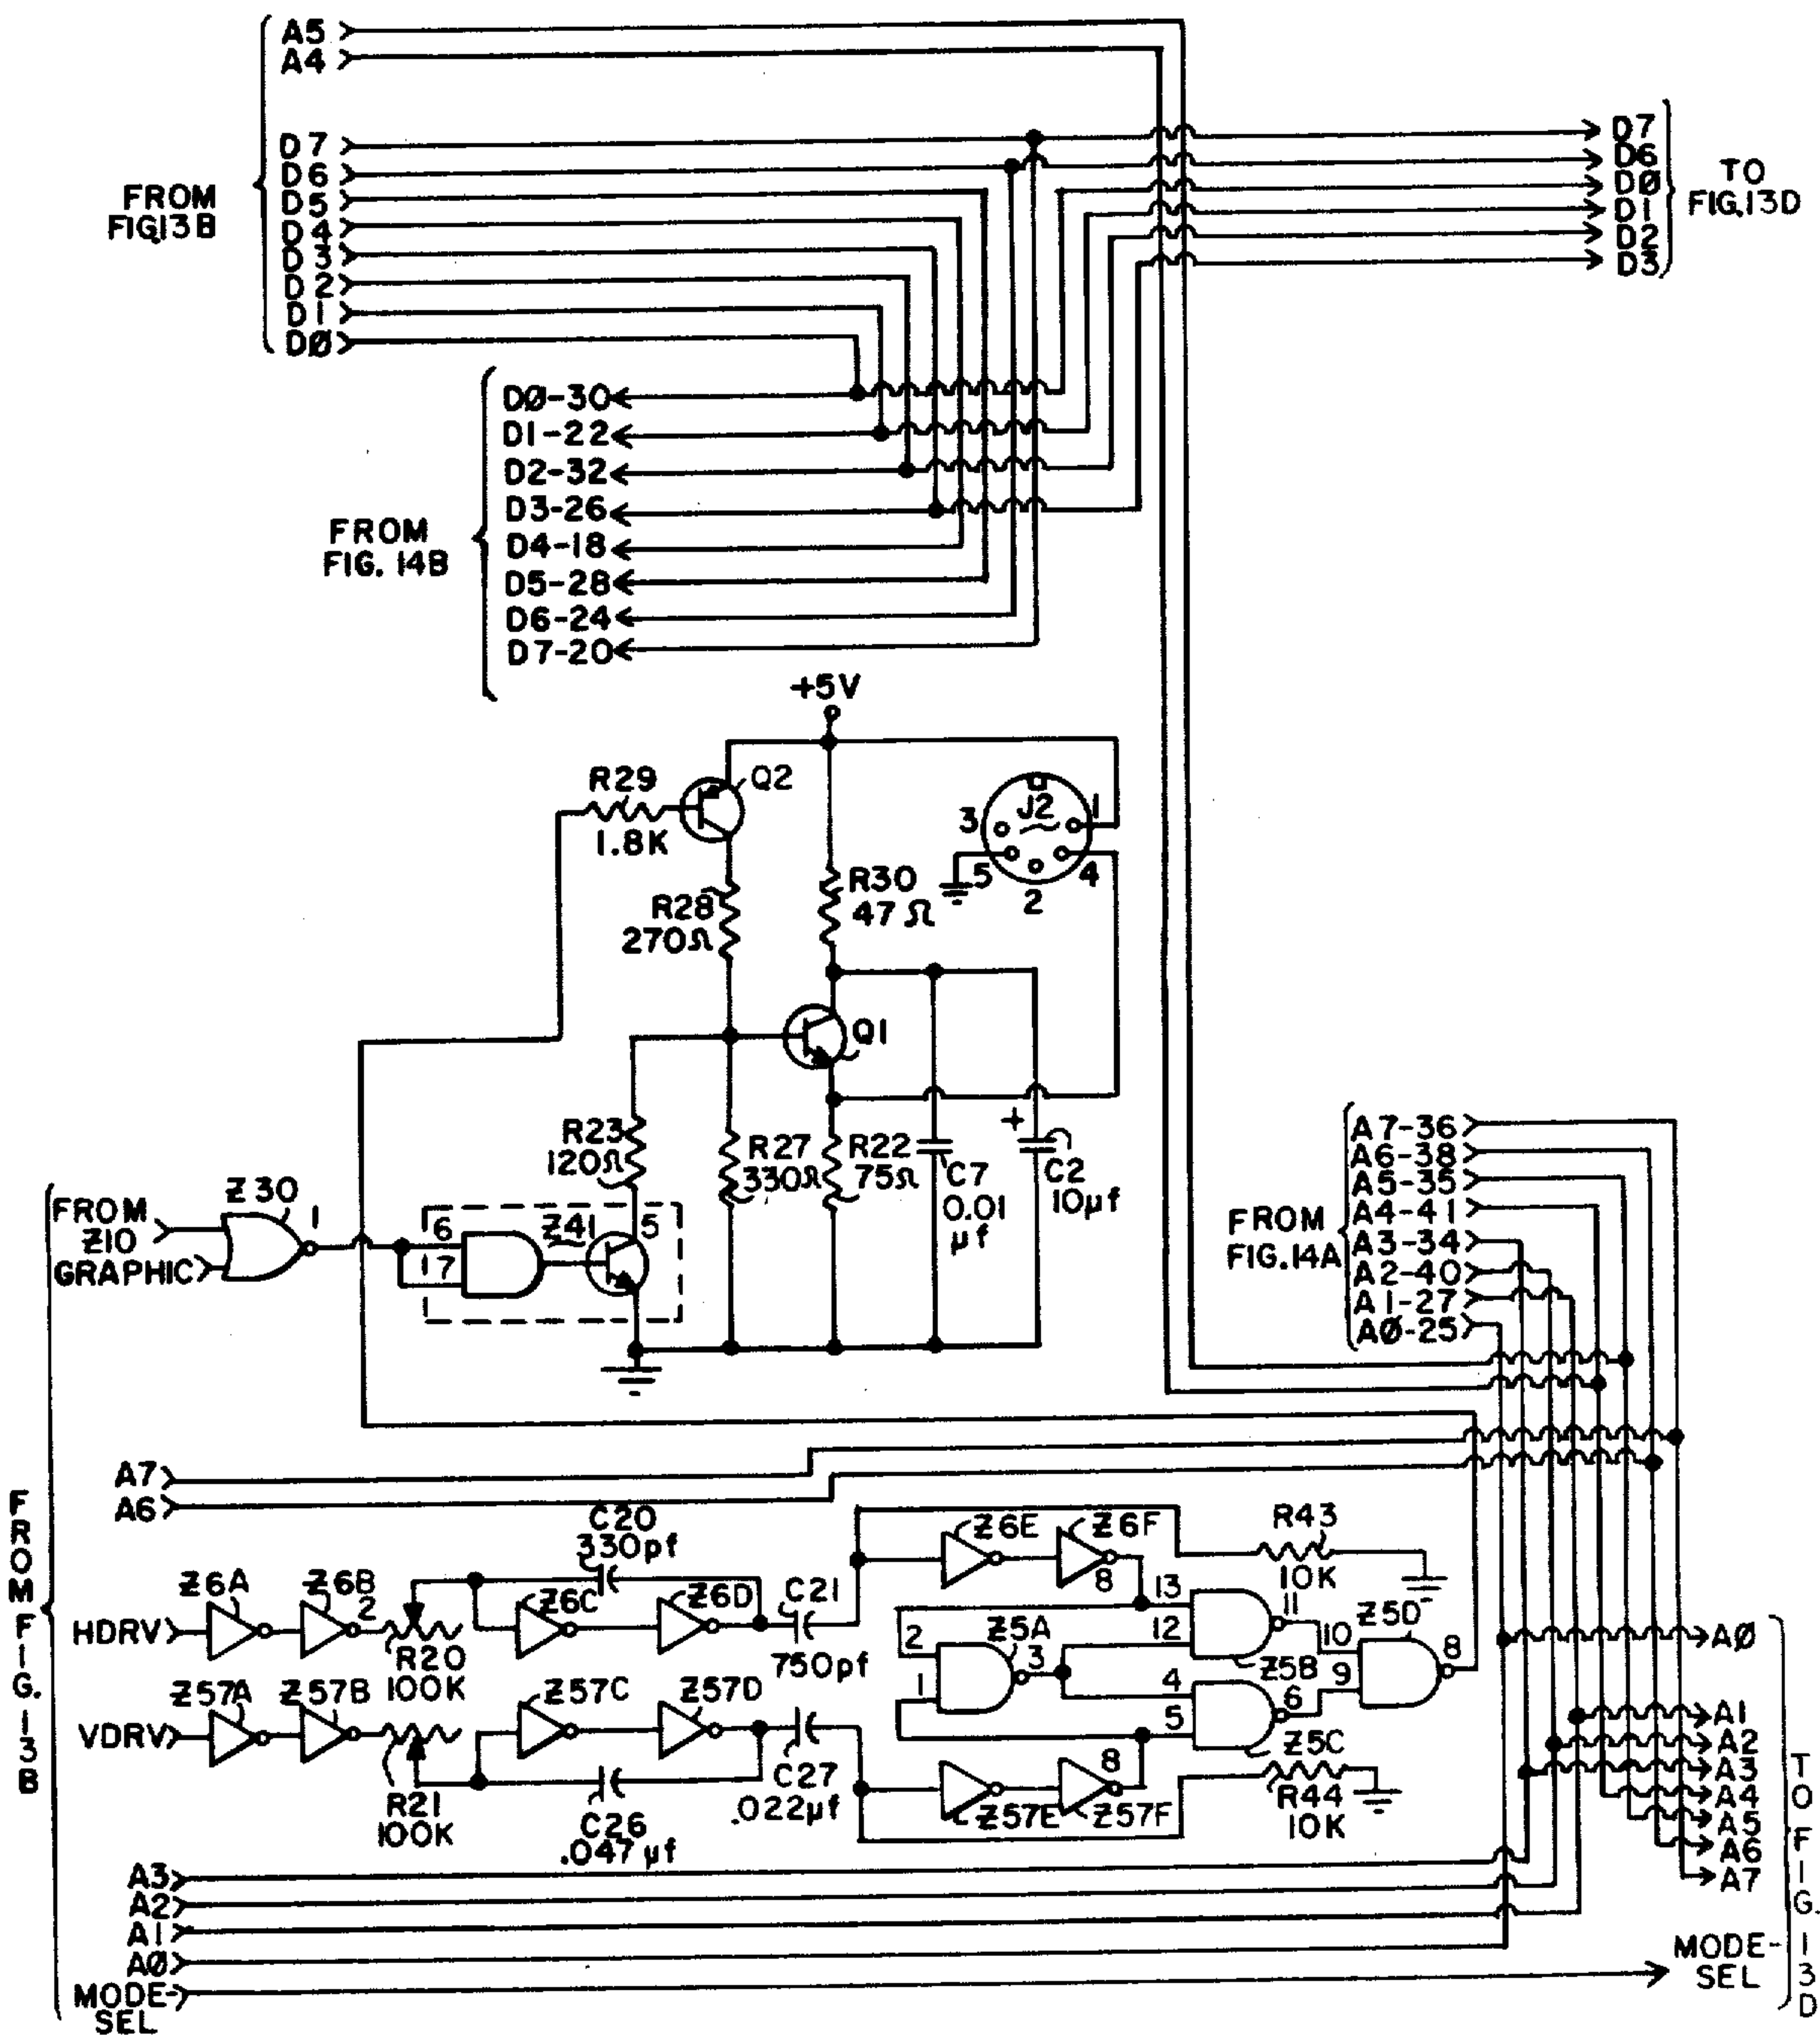 A5
A4
D7
D6
D5
D4
D3
D2
D1
DØ
FROM
FIG.13B
D7
D6
DØ
D1
D2
D3
TO
FIG.13D
DØ-30
D1-22
D2-32
D3-26
D4-18
D5-28
D6-24
D7-20
FROM
FIG. 14B
+5V
R29
1.8K
Q2
J2
3
1
5
4
2
R28
270Ω
R30
47Ω
Q1
R23
120Ω
R27
330Ω
R22
75Ω
C7
0.01
µf
+
C2
10µf
FROM
Z10
GRAPHIC
Z30
1
6
7
Z41
5
FROM
FIG.14A
A7-36
A6-38
A5-35
A4-41
A3-34
A2-40
A1-27
AØ-25
FROM FIG. 13B
A7
A6
C20
330pf
Z6A
Z6B
2
HDRV
R20
100K
Z6C
Z6D
C21
750pf
Z6E
Z6F
8
R43
10K
13
12
11
Z5B
2
1
Z5A
3
10
9
Z5D
8
4
5
6
Z5C
Z57A
Z57B
VDRV
R21
100K
Z57C
Z57D
C26
.047µf
C27
.022µf
Z57E
8
Z57F
R44
10K
A3
A2
A1
AØ
MODE-
SEL
AØ
A1
A2
A3
A4
A5
A6
A7
MODE-
SEL
TO FIG. 13D